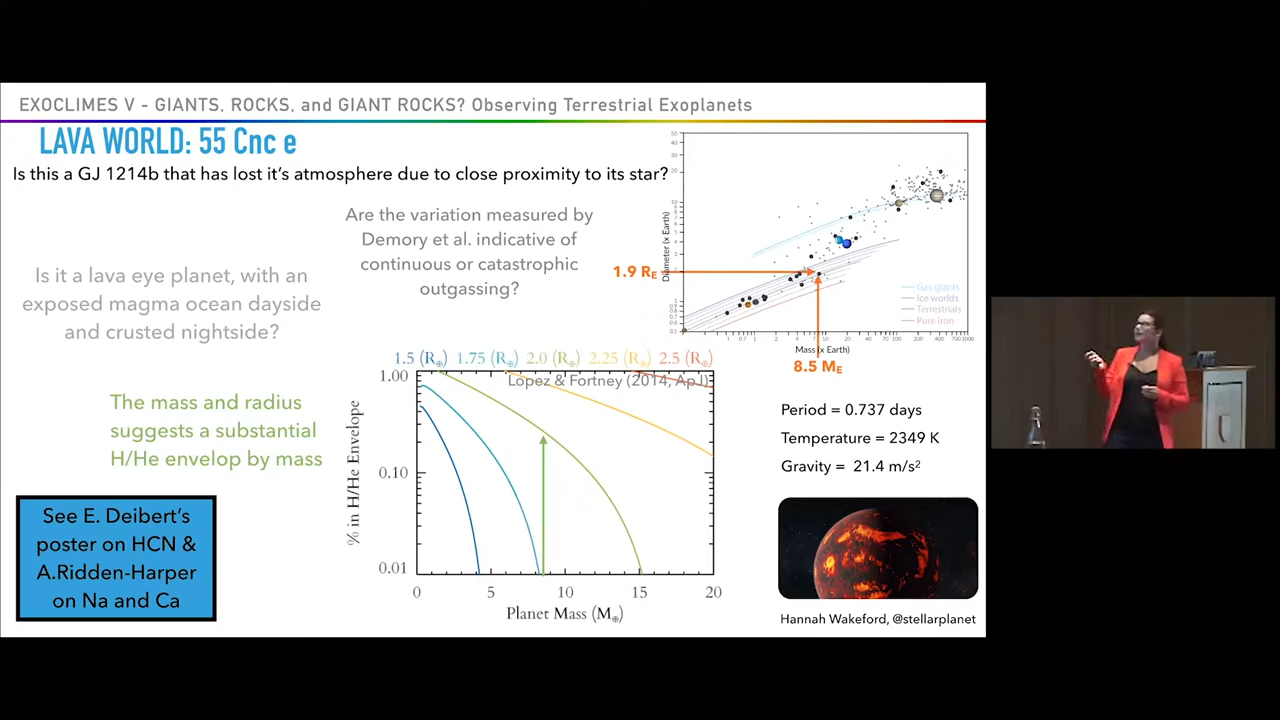 EXOCLIMES V - GIANTS, ROCKS, and GIANT ROCKS? Observing Terrestrial Exoplanets
LAVA WORLD: 55 Cnc e
Is this a GJ 1214b that has lost it's atmosphere due to close proximity to its star?
Are the variation measured by
Demory et al. indicative of
continuous or catastrophic
outgassing?
Is it a lava eye planet, with an
exposed magma ocean dayside
and crusted nightside?
The mass and radius
suggests a substantial
H/He envelop by mass
See E. Deibert's
poster on HCN &
A.Ridden-Harper
on Na and Ca
1.5 (R⊕) 1.75 (R⊕) 2.0 (R⊕) 2.25 (R⊕) 2.5 (R⊕)
Lopez & Fortney (2014, ApJ)
% in H/He Envelope
1.00
0.10
0.01
0 5 10 15 20
Planet Mass (M⊕)
Diameter (x Earth)
1.9 RE
Gas giants
Ice worlds
Terrestrials
Pure iron
Mass (x Earth)
8.5 ME
Period = 0.737 days
Temperature = 2349 K
Gravity = 21.4 m/s²
Hannah Wakeford, @stellarplanet